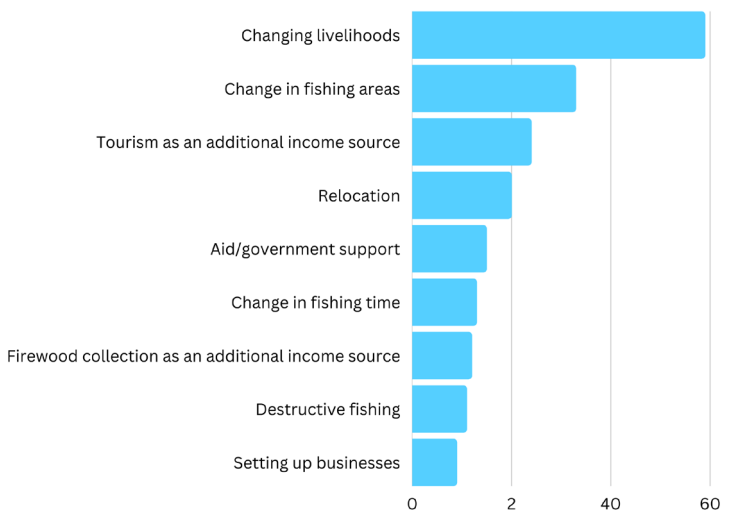 Changing livelihoods
Change in fishing areas
Tourism as an additional income source
Relocation
Aid/government support
Change in fishing time
Firewood collection as an additional income source
Destructive fishing
Setting up businesses
0 2 40 60